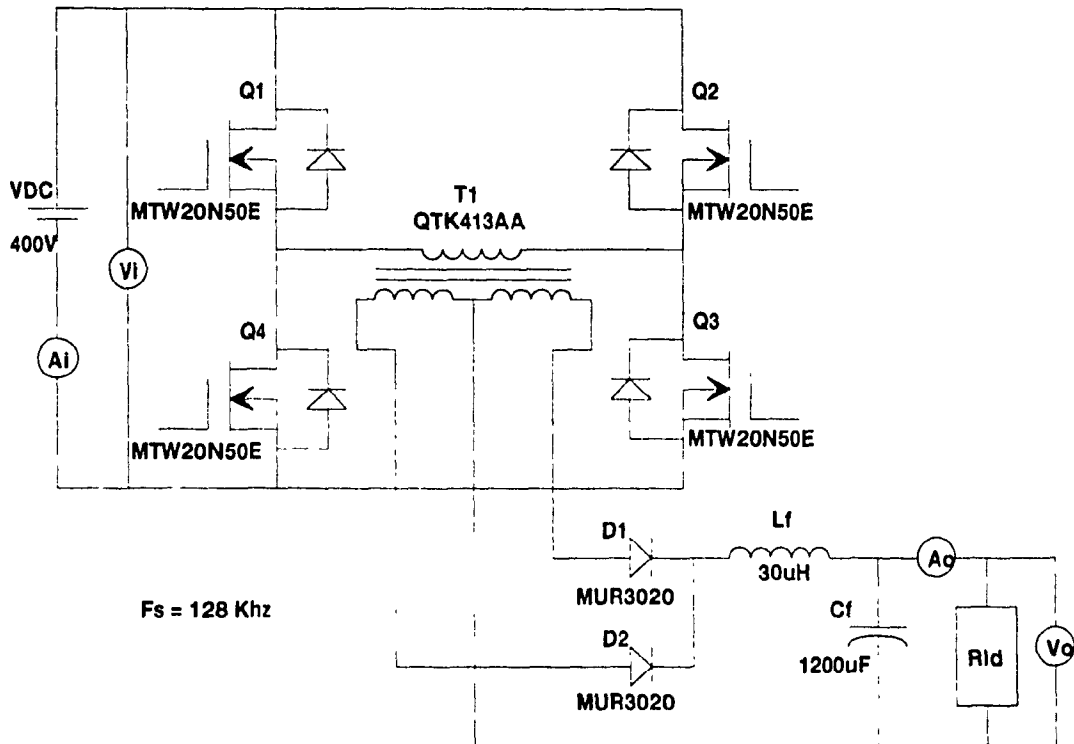 Q1
Q2
VDC
T1
MTW20N50E
QTK413AA
MTW20N50E
400V
Vi
Q4
Q3
Ai
MTW20N50E
MTW20N50E
D1
Lf
Ao
30uH
Fs = 128 Khz
MUR3020
Cf
D2
1200uF
Rld
Vo
MUR3020